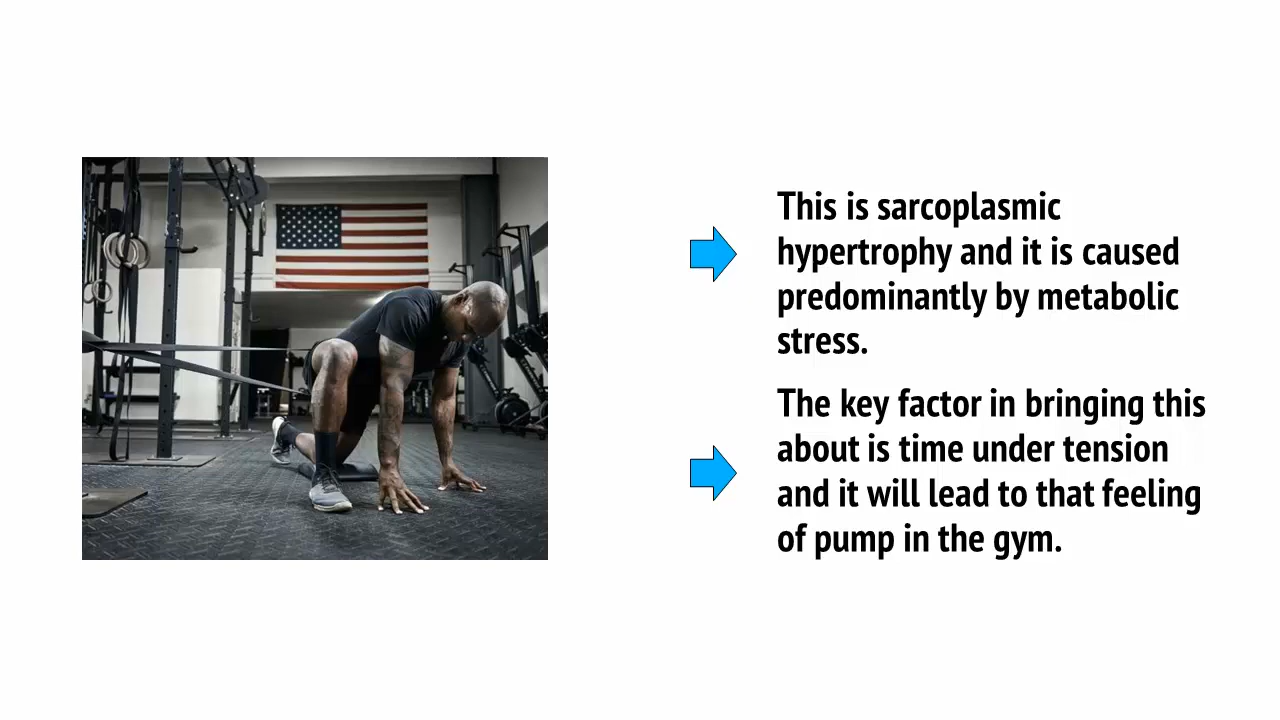 This is sarcoplasmic
hypertrophy and it is caused
predominantly by metabolic
stress.
The key factor in bringing this
about is time under tension
and it will lead to that feeling
of pump in the gym.